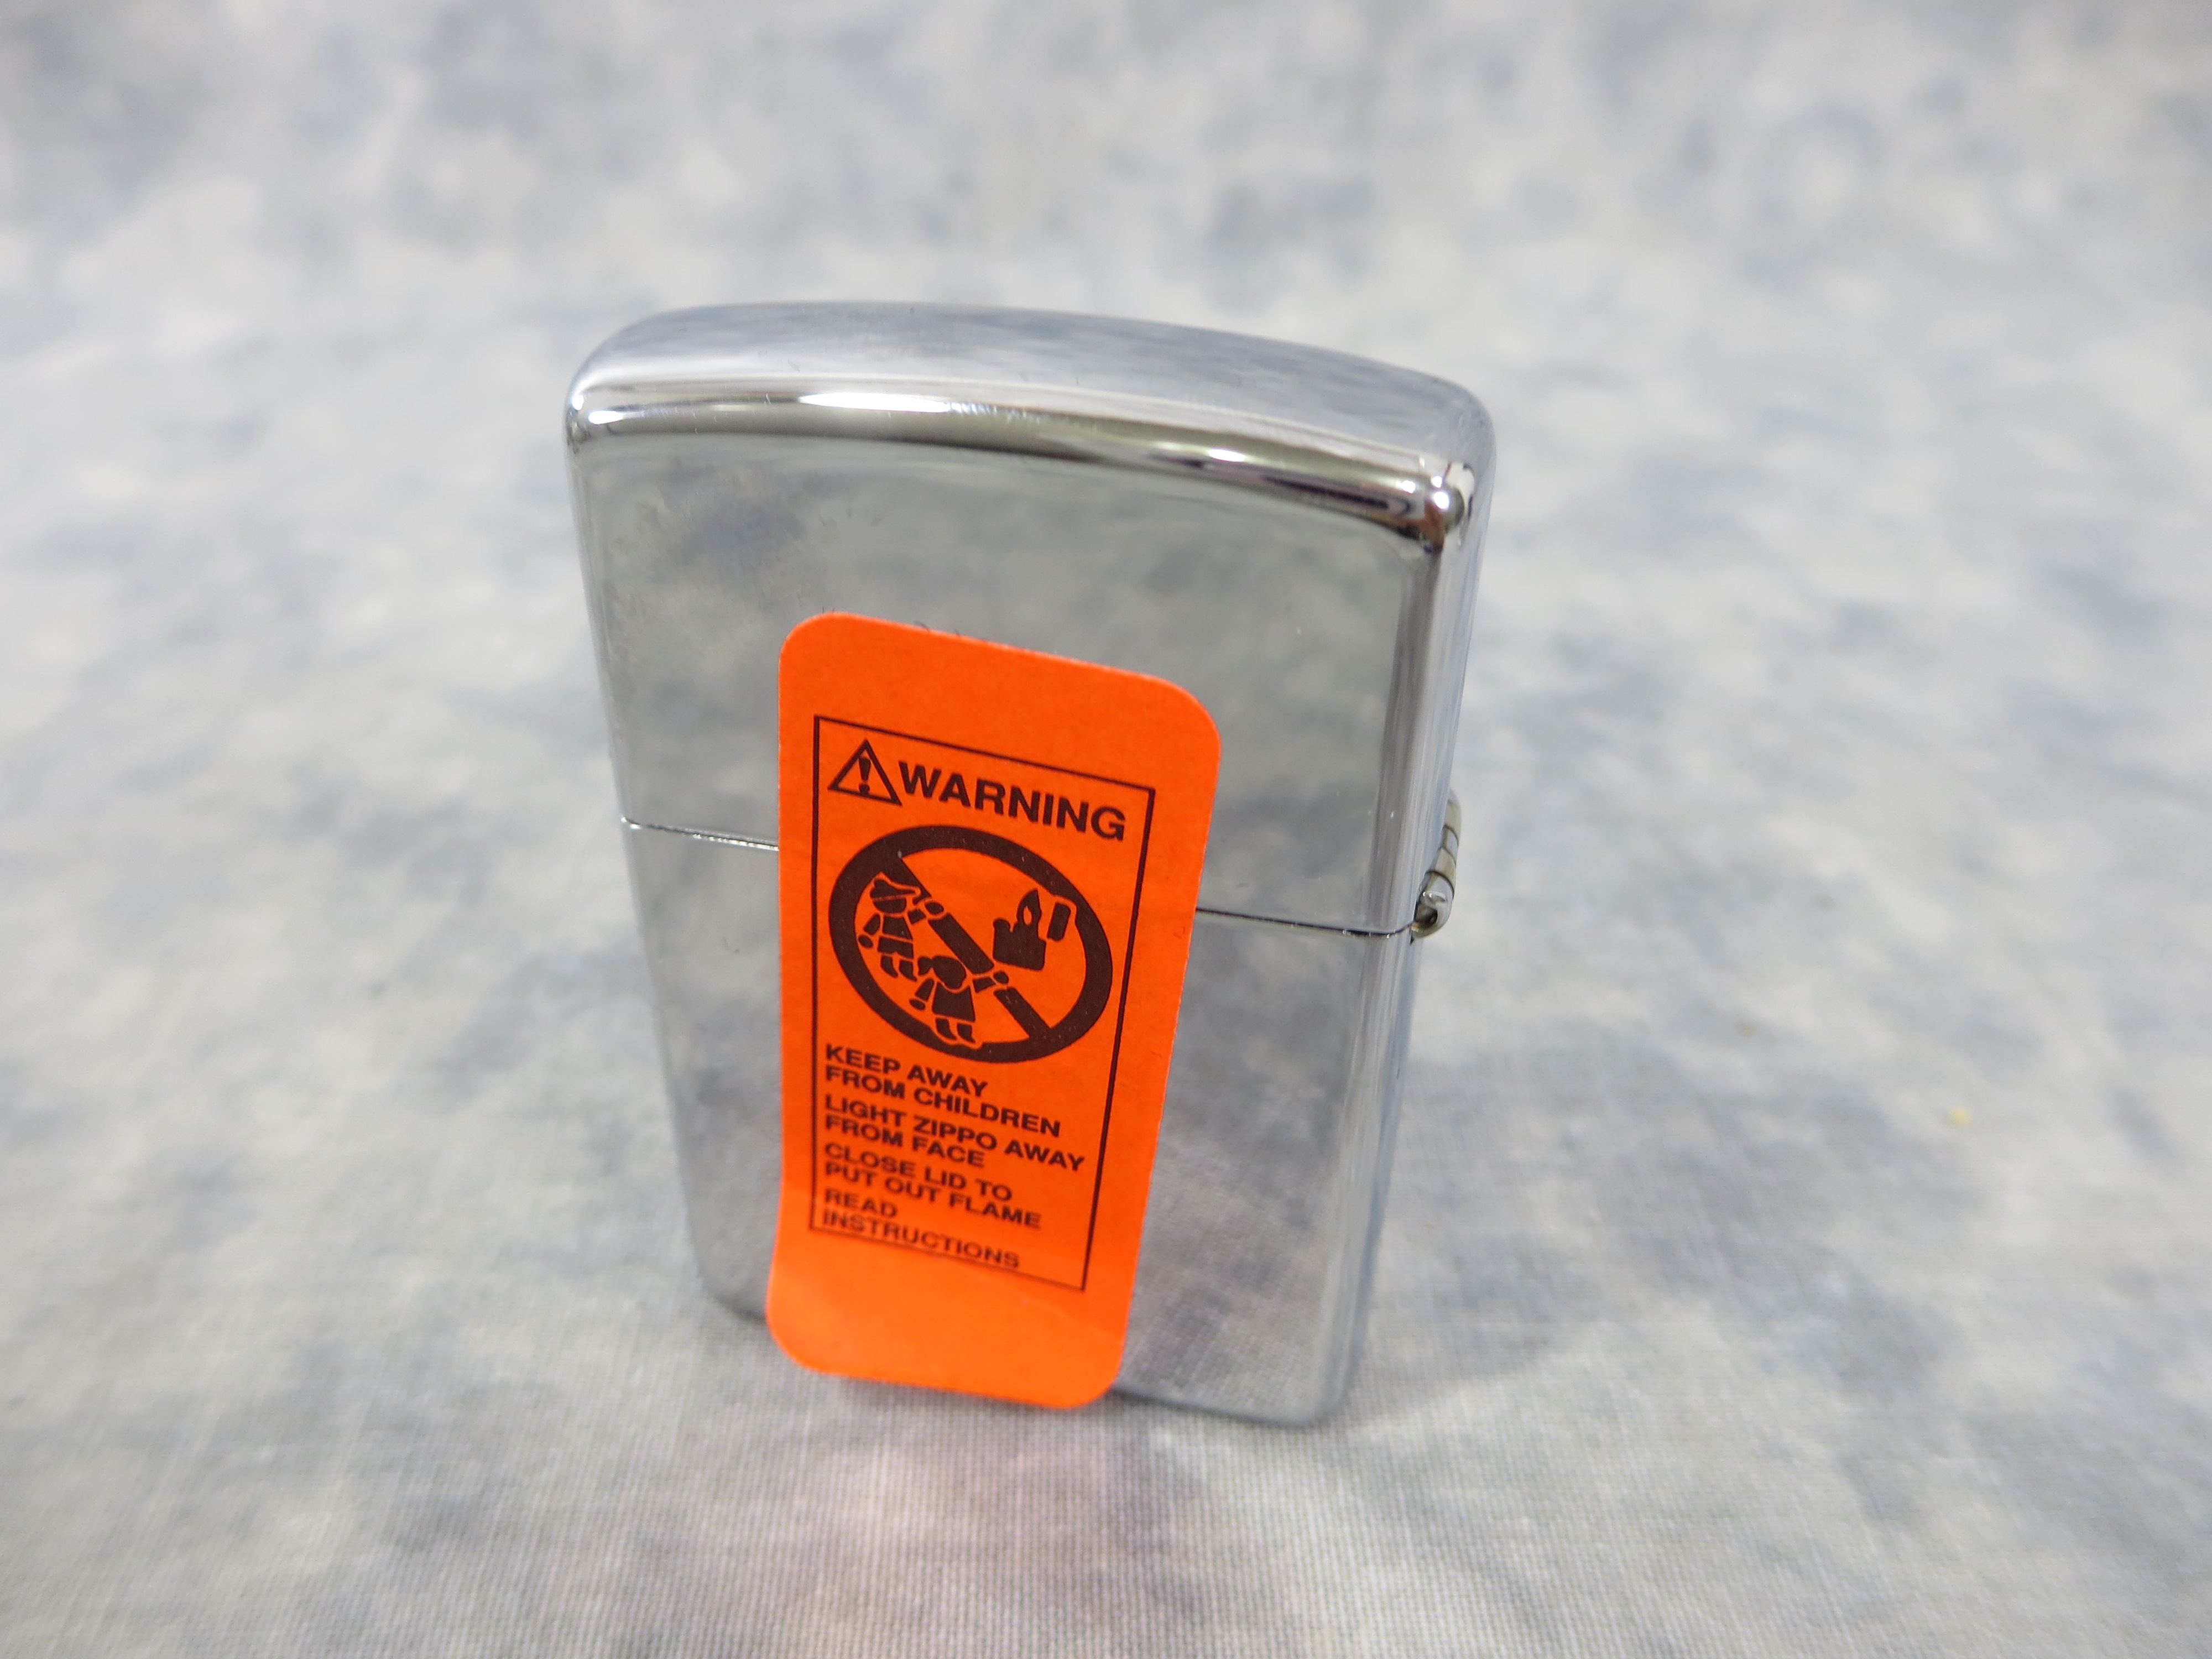 WARNING
KEEP AWAY
FROM CHILDREN
LIGHT ZIPPO AWAY
FROM FACE
CLOSE LID TO
PUT OUT FLAME
READ
INSTRUCTIONS